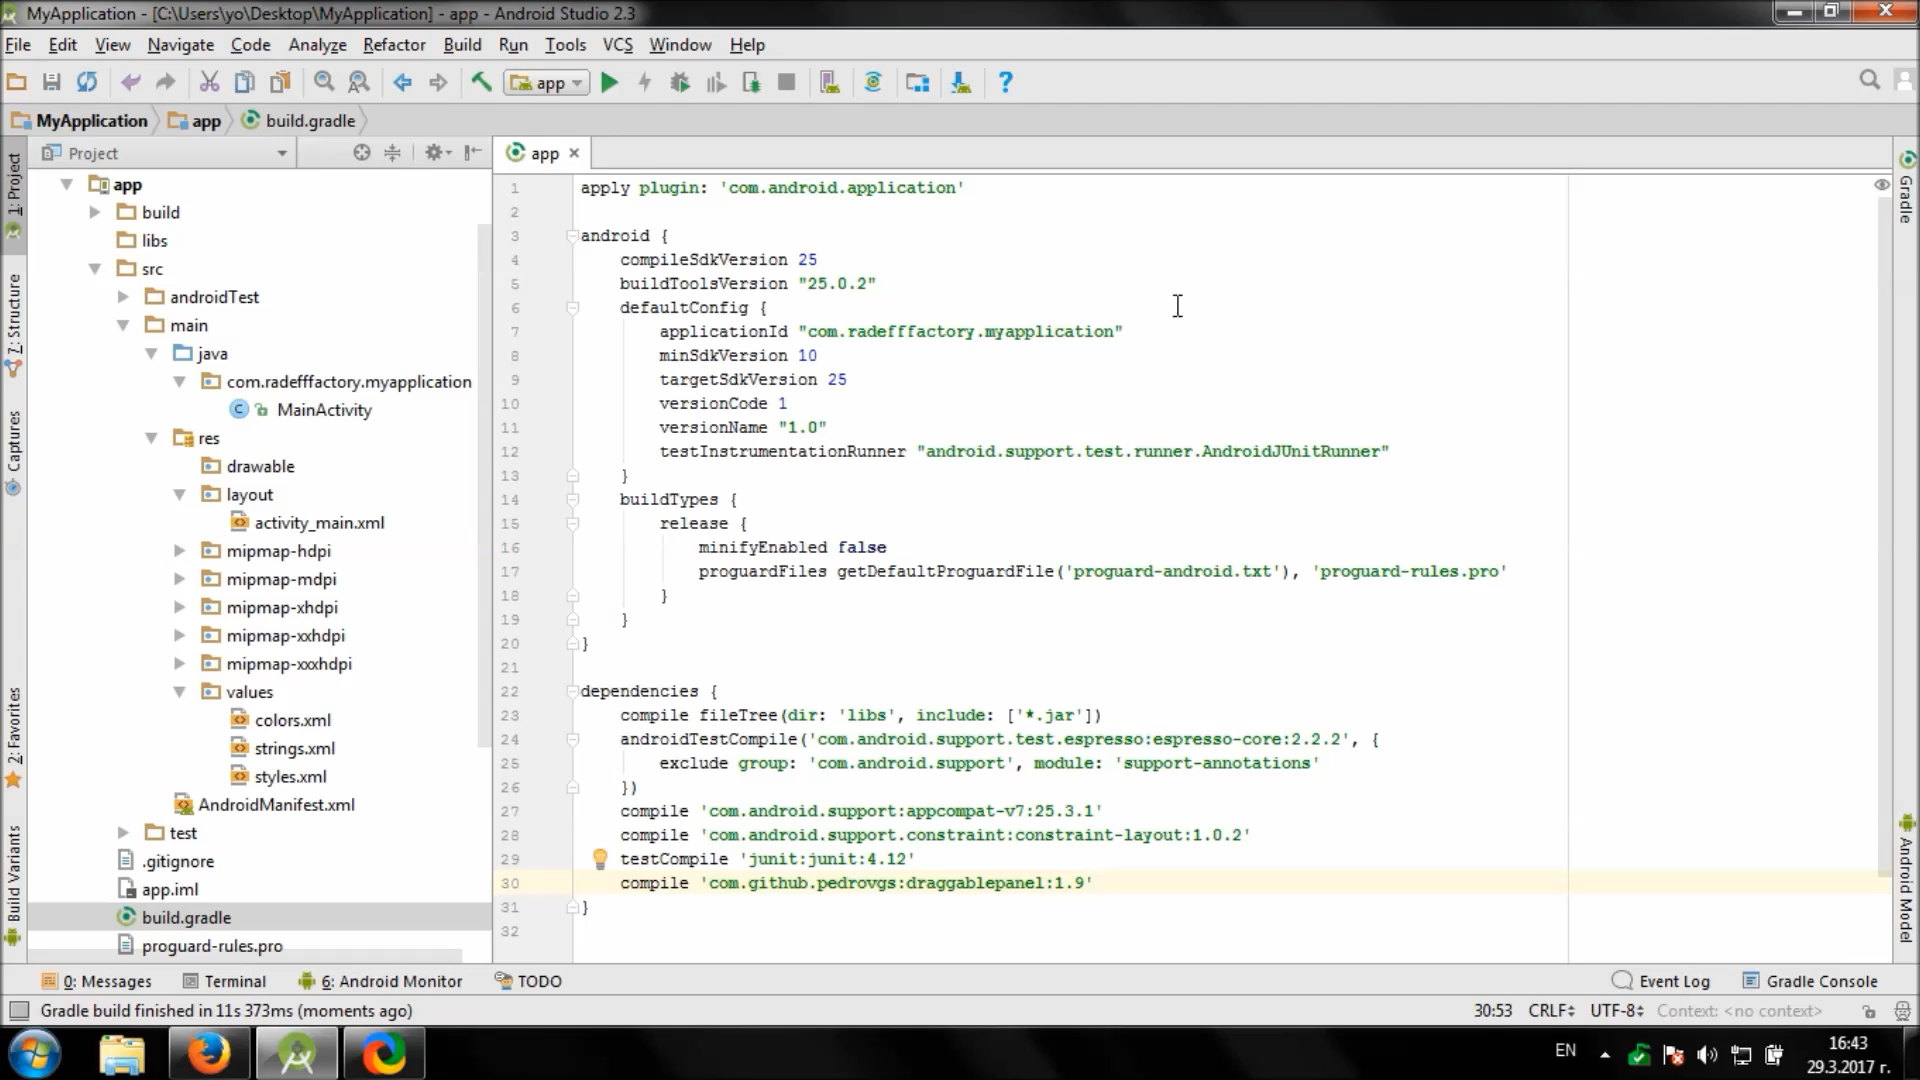 MyApplication - [C:\Users\yo\Desktop\MyApplication] - app - Android Studio 2.3
File Edit View Navigate Code Analyze Refactor Build Run Tools VCS Window Help
app
MyApplication app build.gradle
Project
app
1: Project
7: Structure
Captures
2: Favorites
Build Variants
app
build
libs
src
androidTest
main
java
com.radefffactory.myapplication
MainActivity
res
drawable
layout
activity_main.xml
mipmap-hdpi
mipmap-mdpi
mipmap-xhdpi
mipmap-xxhdpi
mipmap-xxxhdpi
values
colors.xml
strings.xml
styles.xml
AndroidManifest.xml
test
.gitignore
app.iml
build.gradle
proguard-rules.pro
1 apply plugin: 'com.android.application'
2
3 android {
4 compileSdkVersion 25
5 buildToolsVersion "25.0.2"
6 defaultConfig {
7 applicationId "com.radefffactory.myapplication"
8 minSdkVersion 10
9 targetSdkVersion 25
10 versionCode 1
11 versionName "1.0"
12 testInstrumentationRunner "android.support.test.runner.AndroidJUnitRunner"
13 }
14 buildTypes {
15 release {
16 minifyEnabled false
17 proguardFiles getDefaultProguardFile('proguard-android.txt'), 'proguard-rules.pro'
18 }
19 }
20 }
21
22 dependencies {
23 compile fileTree(dir: 'libs', include: ['*.jar'])
24 androidTestCompile('com.android.support.test.espresso:espresso-core:2.2.2', {
25 exclude group: 'com.android.support', module: 'support-annotations'
26 })
27 compile 'com.android.support:appcompat-v7:25.3.1'
28 compile 'com.android.support.constraint:constraint-layout:1.0.2'
29 testCompile 'junit:junit:4.12'
30 compile 'com.github.pedrovgs:draggablepanel:1.9'
31 }
32
Gradle
Android Model
0: Messages Terminal 6: Android Monitor TODO Event Log Gradle Console
Gradle build finished in 11s 373ms (moments ago) 30:53 CRLF UTF-8 Context: <no context>
EN
16:43
29.3.2017 г.